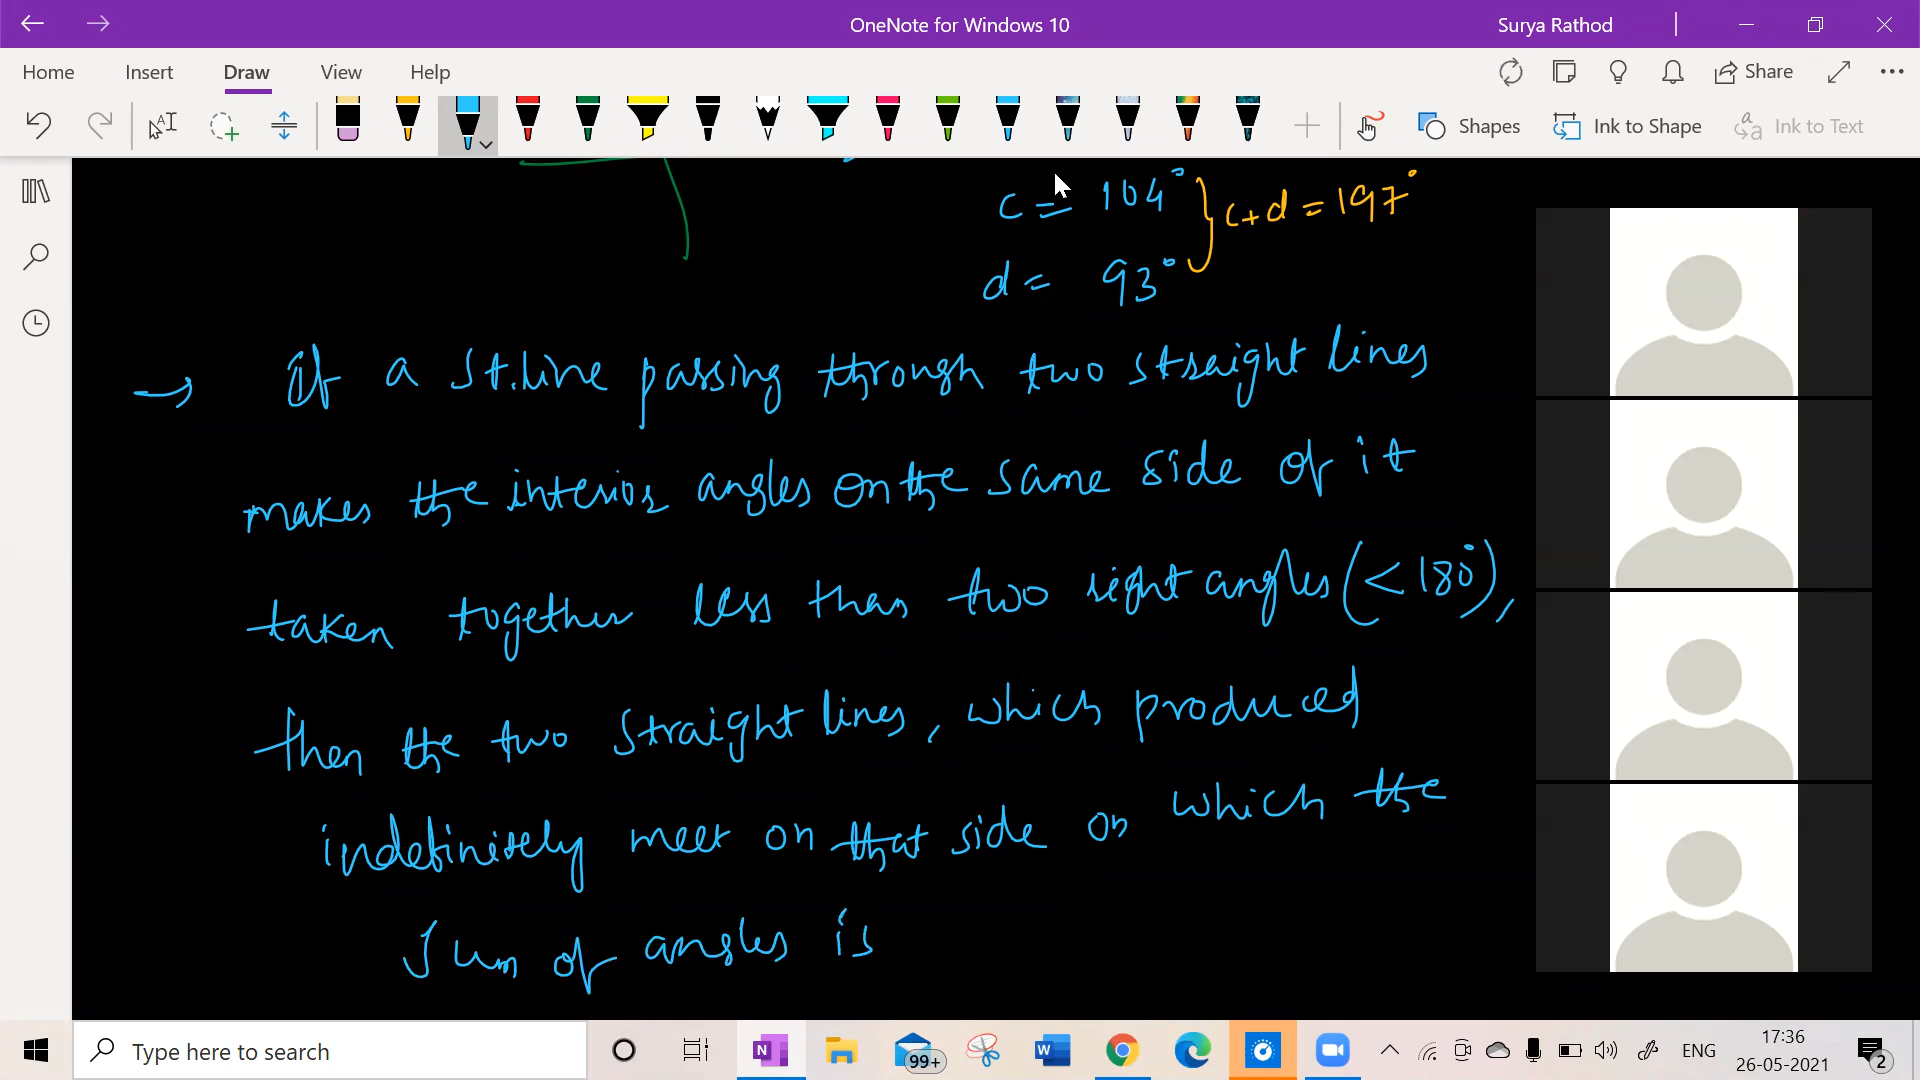 OneNote for Windows 10
Surya Rathod
Home Insert Draw View Help
Share
Shapes Ink to Shape Ink to Text
c = 104° } c+d = 197°
d = 93°
→ If a St.line passing through two straight lines
makes the interior angles on the same side of it
taken together less than two right angles (< 180°),
then the two straight lines, which produced
indefinitely meet on that side on which the
Sum of angles is
Type here to search
99+
ENG
17:36
26-05-2021
2